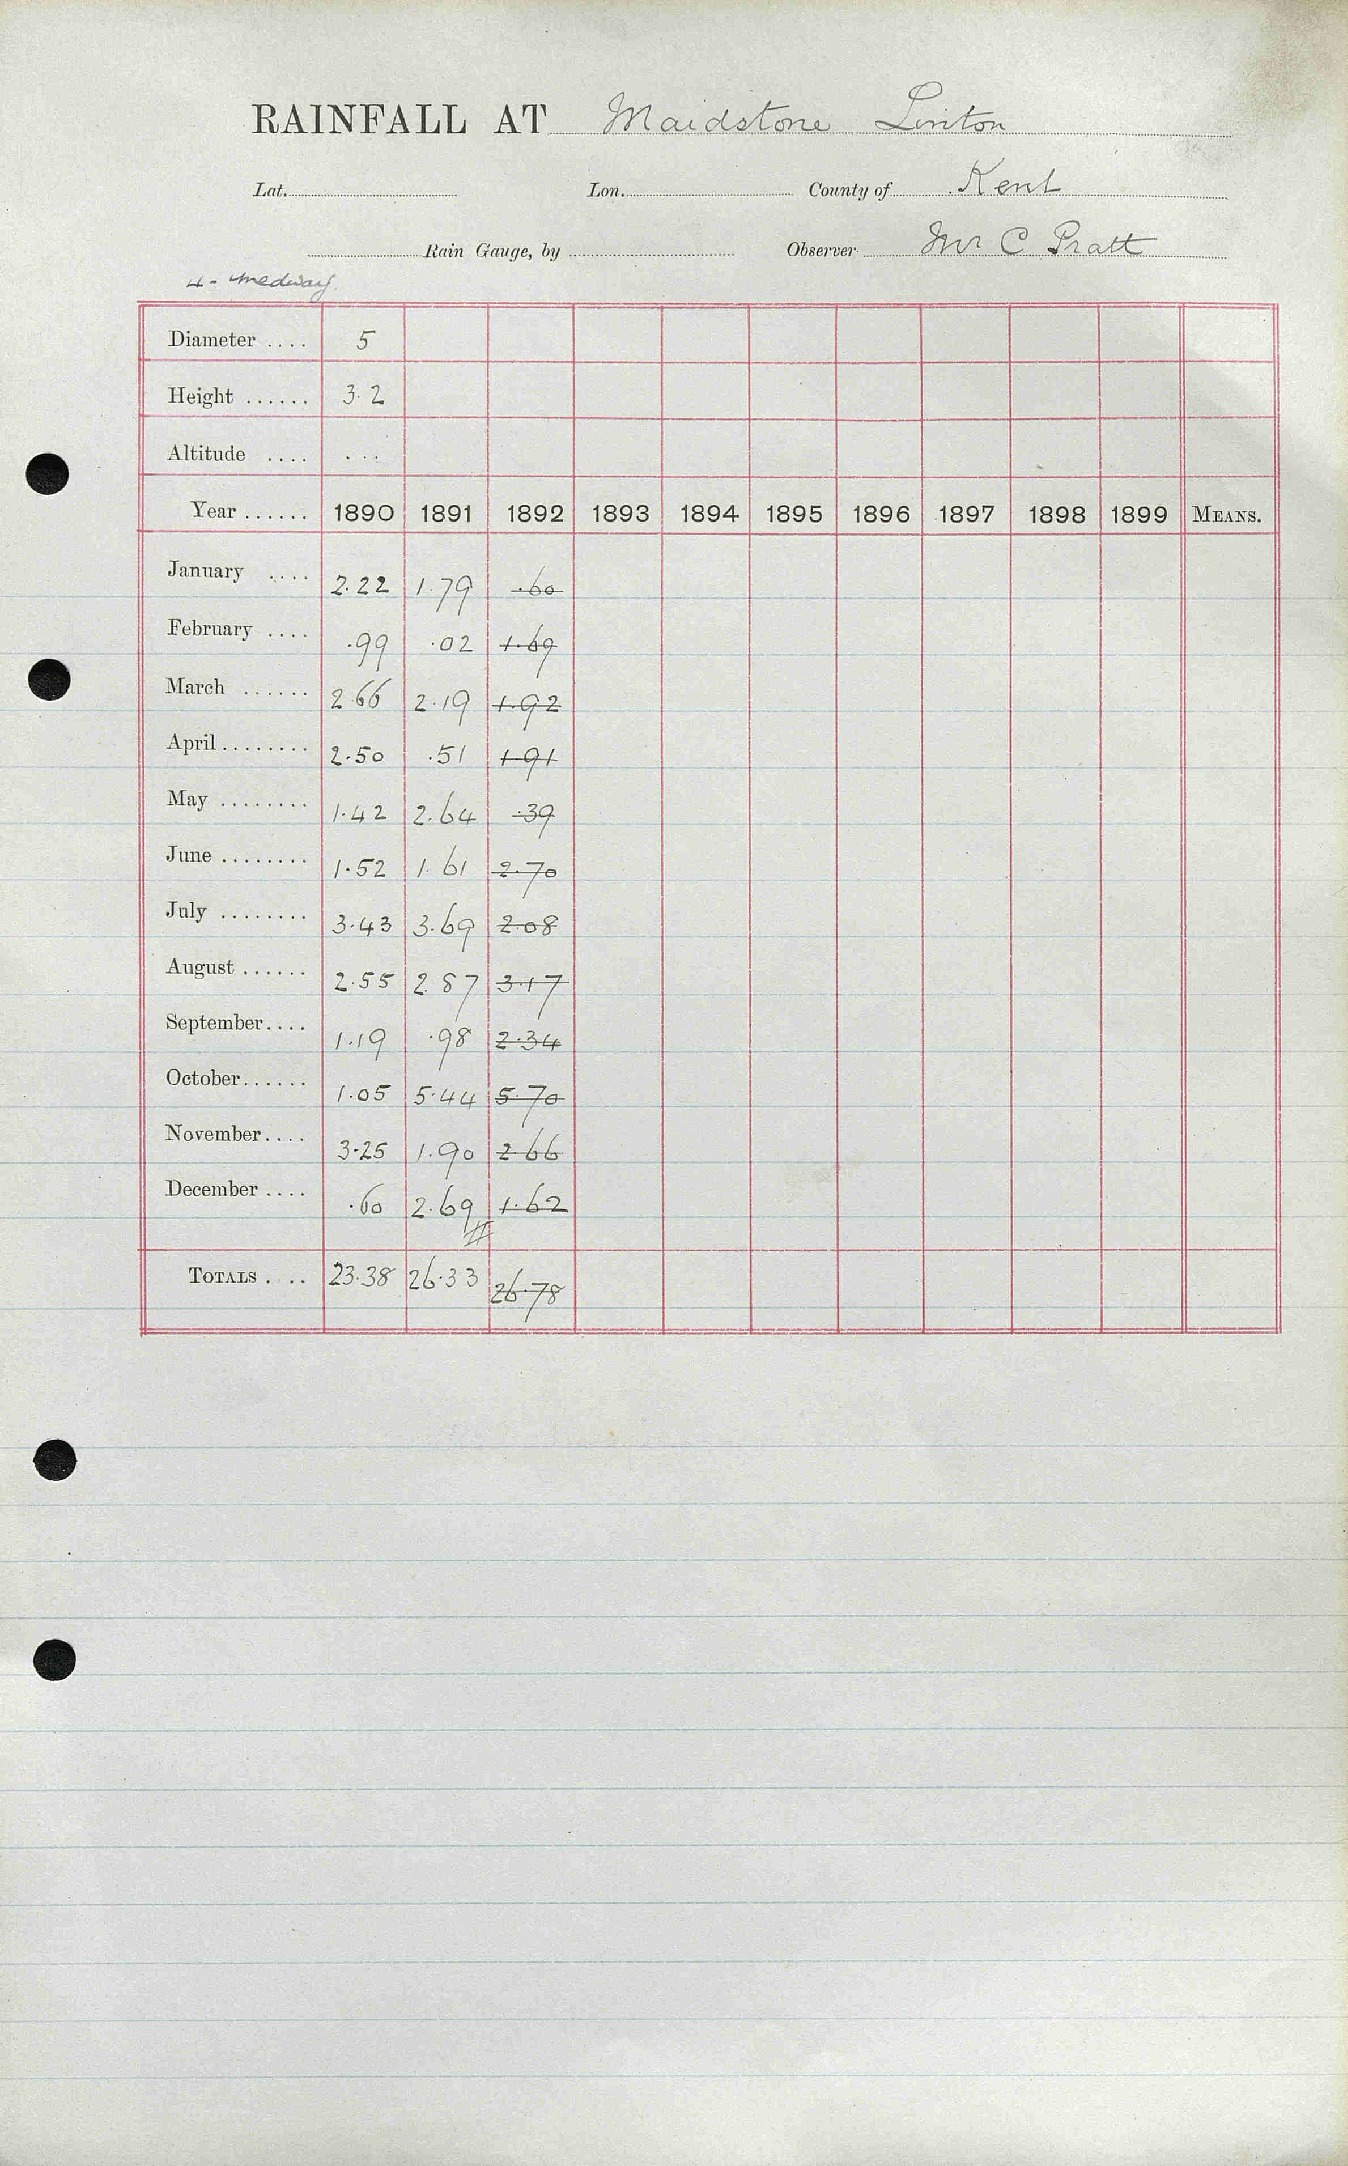 RAINFALL AT Maidstone Linton
Lat. Lon. County of Kent
Rain Gauge, by Observer Mr C Pratt
4 - Medway.
Diameter .... 5
Height ...... 3.2
Altitude .... ...
Year ...... 1890 1891 1892 1893 1894 1895 1896 1897 1898 1899 MEANS.
January .... 2.22 1.79 .60
February .... .99 .02 1.69
March ...... 2.66 2.19 1.92
April ........ 2.50 .51 1.91
May ........ 1.42 2.64 .39
June ........ 1.52 1.61 2.70
July ........ 3.43 3.69 2.08
August ...... 2.55 2.87 3.17
September.... 1.19 .98 2.34
October...... 1.05 5.44 5.70
November.... 3.25 1.90 2.66
December .... .60 2.69 1.62
TOTALS .... 23.38 26.33 26.78